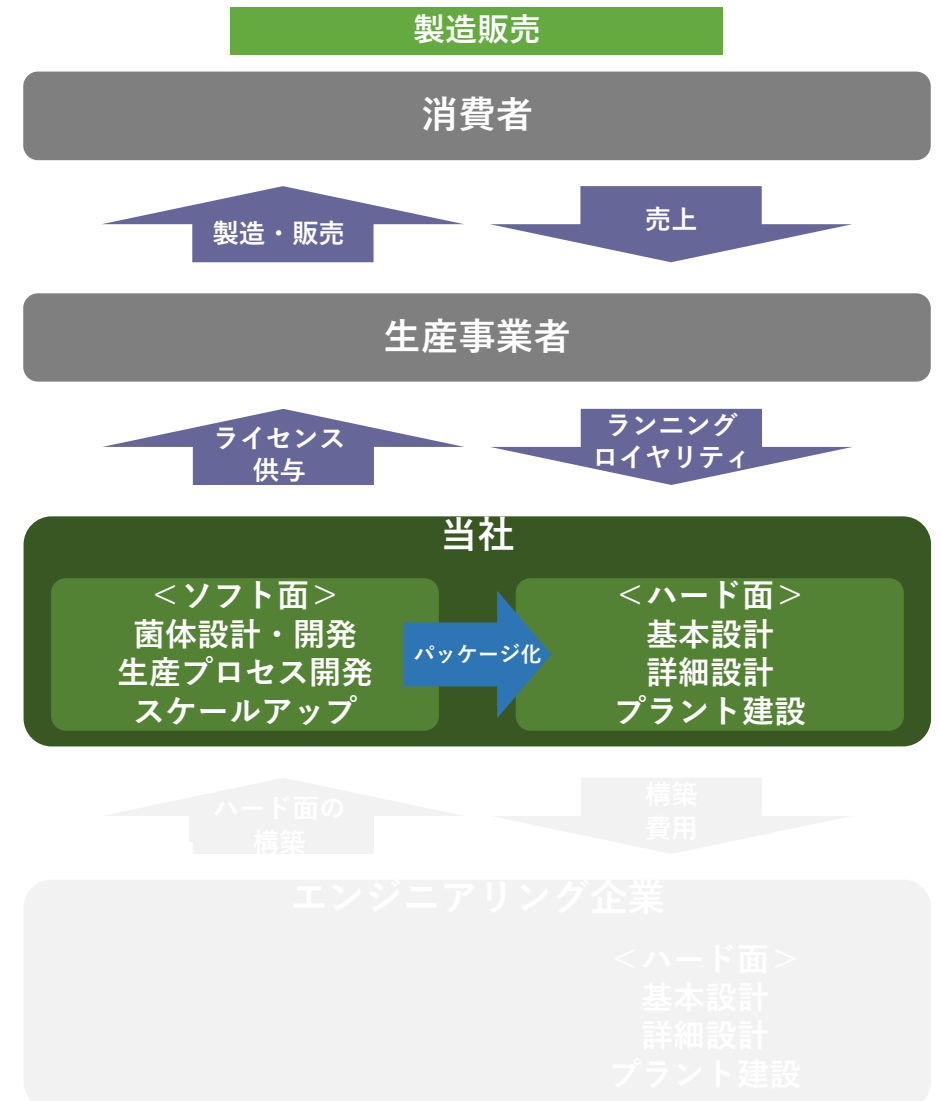 製造販売
消費者
製造・販売
売上
生産事業者
ライセンス
供与
ランニング
ロイヤリティ
当社
＜ソフト面＞
菌体設計・開発
生産プロセス開発
スケールアップ
パッケージ化
＜ハード面＞
基本設計
詳細設計
プラント建設
ハード面の
構築
構築
費用
エンジニアリング企業
＜ハード面＞
基本設計
詳細設計
プラント建設